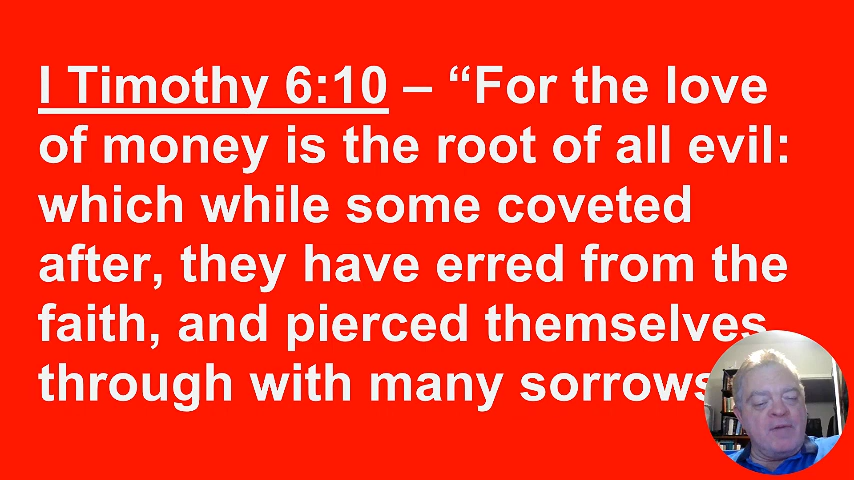 I Timothy 6:10 – “For the love
of money is the root of all evil:
which while some coveted
after, they have erred from the
faith, and pierced themselves
through with many sorrows